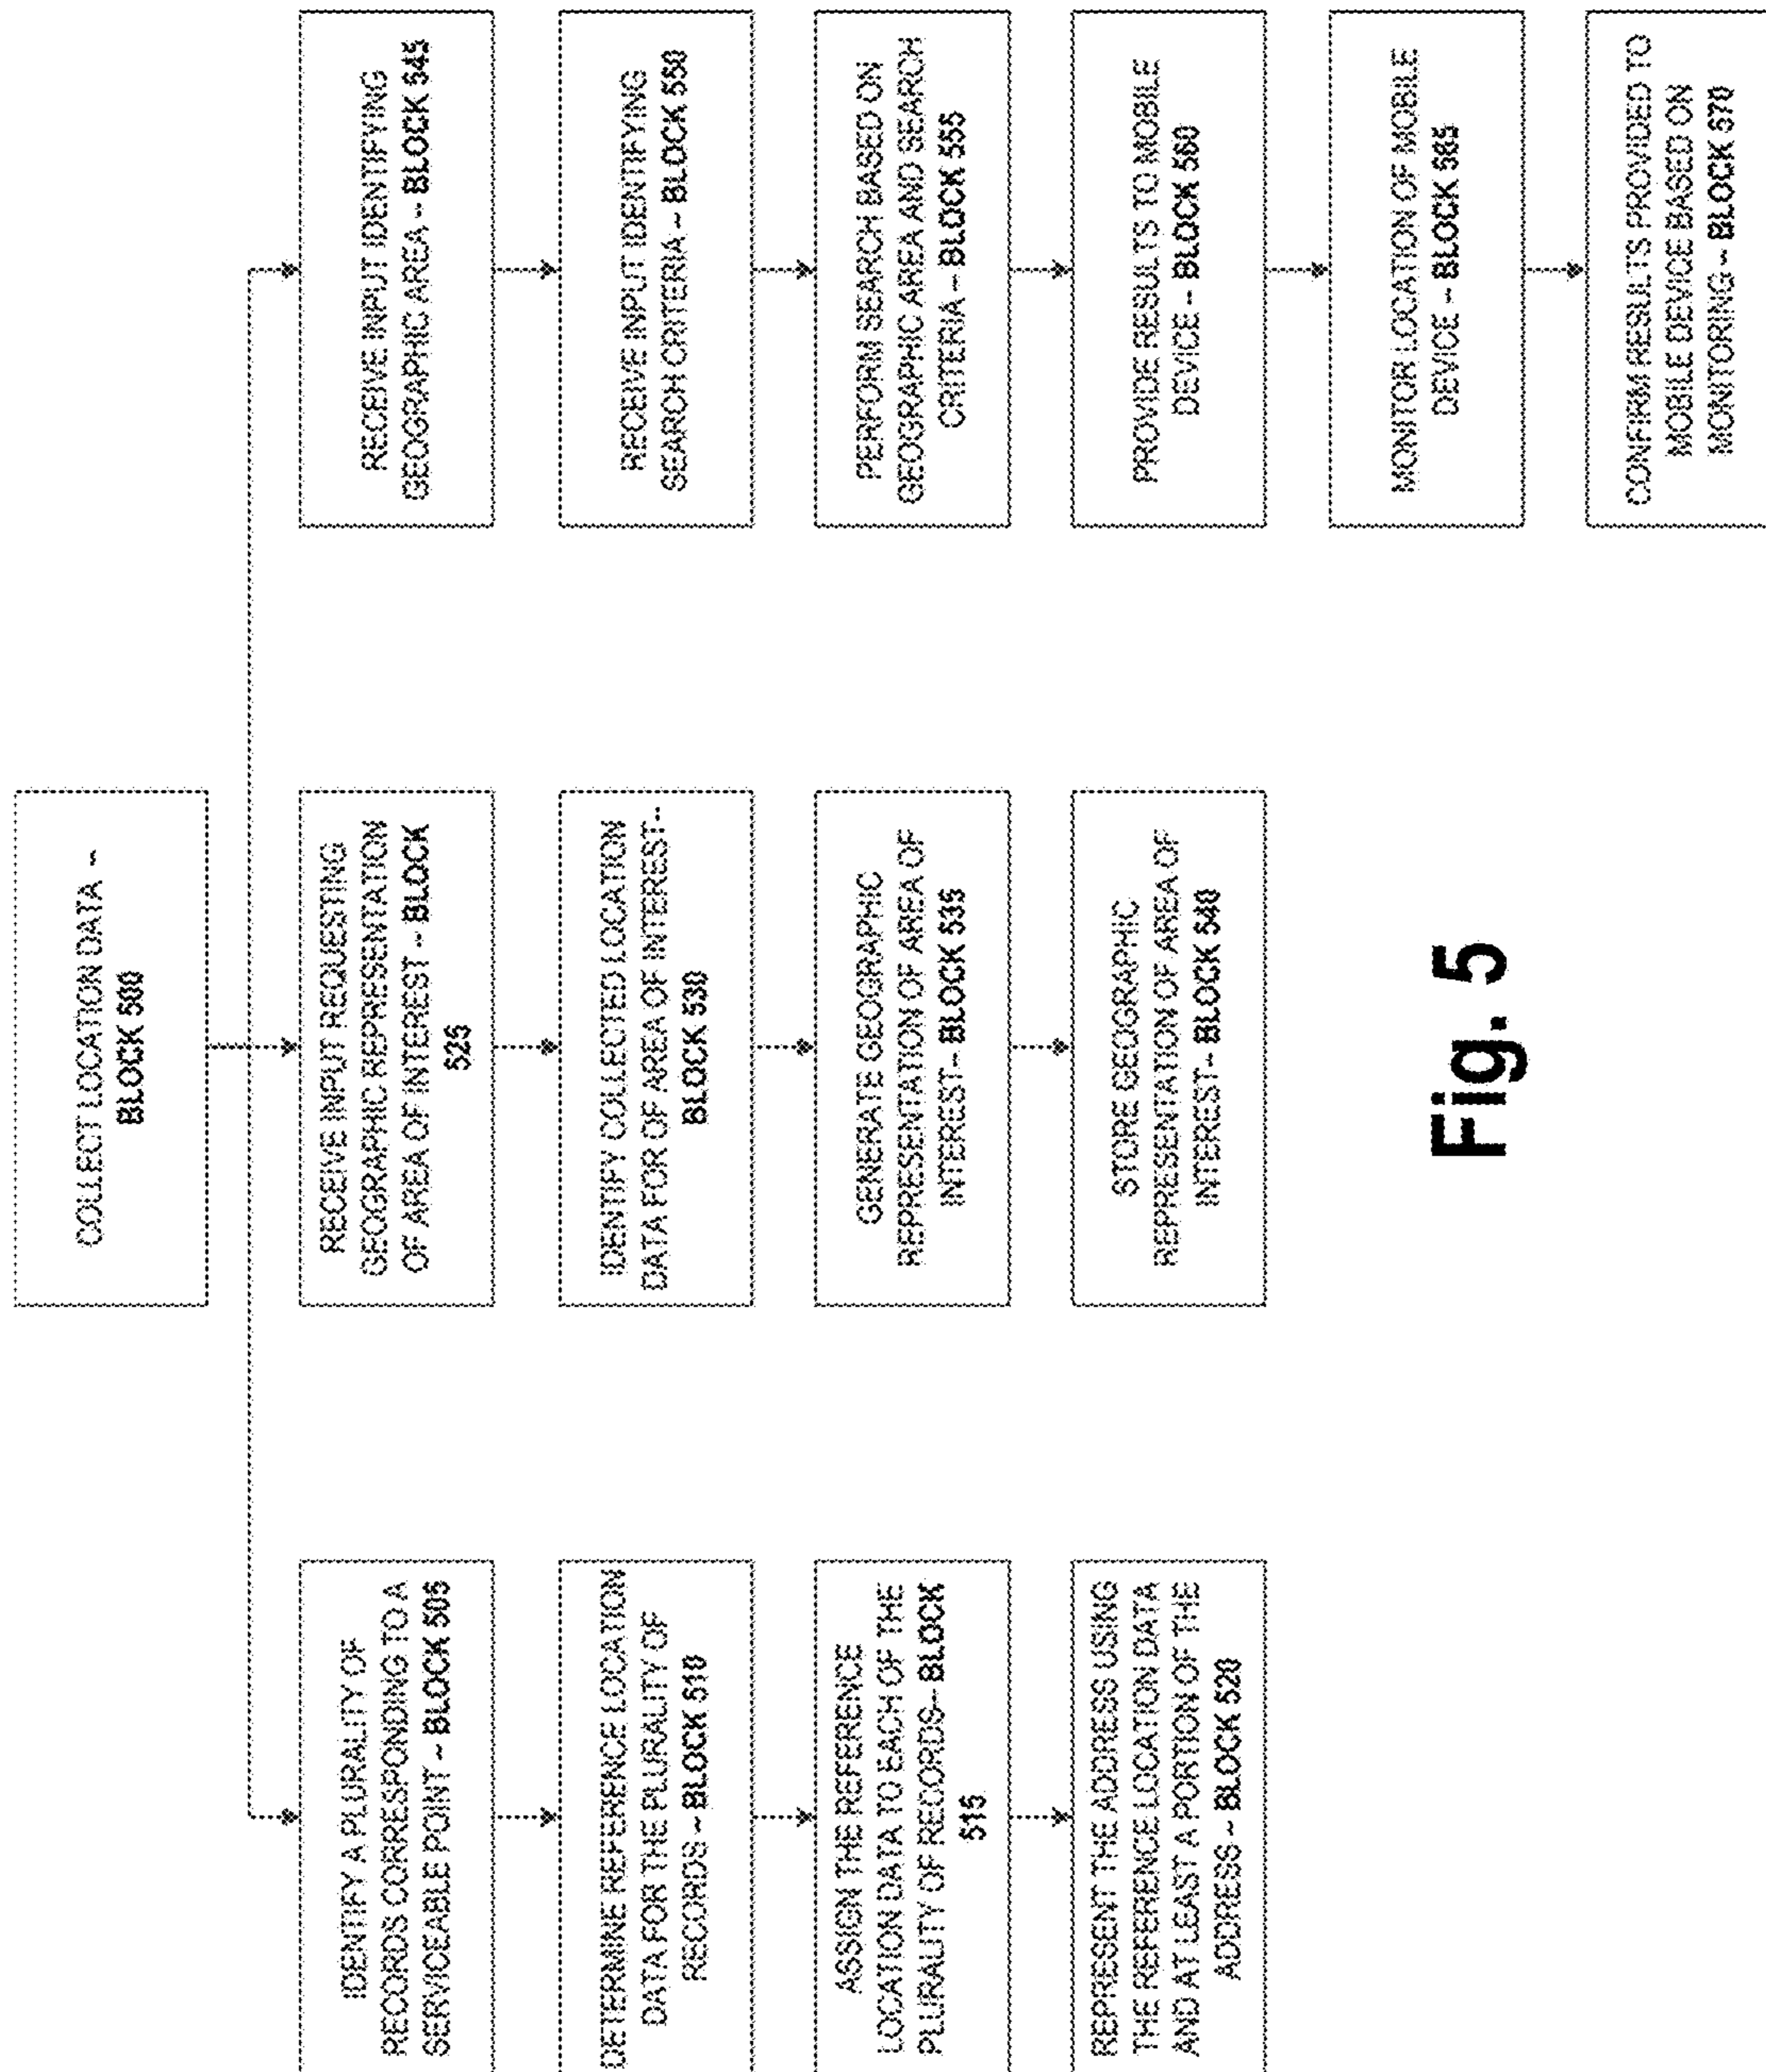 COLLECT LOCATION DATA --
BLOCK 500
IDENTIFY A PLURALITY OF
RECORDS CORRESPONDING TO A
SERVICEABLE POINT ~ BLOCK 505
DETERMINE REFERENCE LOCATION
DATA FOR THE PLURALITY OF
RECORDS ~ BLOCK 510
ASSIGN THE REFERENCE
LOCATION DATA TO EACH OF THE
PLURALITY OF RECORDS-- BLOCK
515
REPRESENT THE ADDRESS USING
THE REFERENCE LOCATION DATA
AND AT LEAST A PORTION OF THE
ADDRESS ~ BLOCK 520
RECEIVE INPUT REQUESTING
GEOGRAPHIC REPRESENTATION
OF AREA OF INTEREST -- BLOCK
525
IDENTIFY COLLECTED LOCATION
DATA FOR OF AREA OF INTEREST--
BLOCK 530
GENERATE GEOGRAPHIC
REPRESENTATION OF AREA OF
INTEREST-- BLOCK 535
STORE GEOGRAPHIC
REPRESENTATION OF AREA OF
INTEREST-- BLOCK 540
RECEIVE INPUT IDENTIFYING
GEOGRAPHIC AREA -- BLOCK 545
RECEIVE INPUT IDENTIFYING
SEARCH CRITERIA -- BLOCK 550
PERFORM SEARCH BASED ON
GEOGRAPHIC AREA AND SEARCH
CRITERIA -- BLOCK 555
PROVIDE RESULTS TO MOBILE
DEVICE -- BLOCK 560
MONITOR LOCATION OF MOBILE
DEVICE -- BLOCK 565
CONFIRM RESULTS PROVIDED TO
MOBILE DEVICE BASED ON
MONITORING -- BLOCK 570
Fig. 5